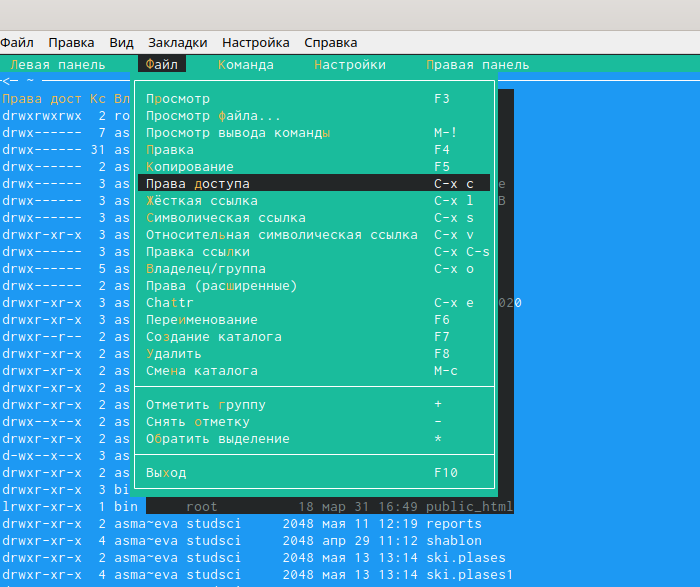 Файл Правка Вид Закладки Настройка Справка
Левая панель Файл Команда Настройки Правая панель
<— ~
Права дост Кс Вл
drwxrwxrwx 2 ro Просмотр F3
drwx------ 7 as Просмотр файла...
drwx------ 31 as Просмотр вывода команды M-!
drwx------ 2 as Правка F4
drwx------ 3 as Копирование F5
drwx------ 3 as Права доступа C-x c е
drwx------ 3 as Жёсткая ссылка C-x l В
drwxr-xr-x 3 as Символическая ссылка C-x s
drwx------ 3 as Относительная символическая ссылка C-x v
drwx------ 5 as Правка ссылки C-x C-s
drwx------ 2 as Владелец/группа C-x o
drwxr-xr-x 3 as Права (расширенные)
drwxr-xr-x 3 as Chattr C-x e 020
drwxr--r-- 2 as Переименование F6
drwxr-xr-x 2 as Создание каталога F7
drwxr-xr-x 2 as Удалить F8
drwxr-xr-x 2 as Смена каталога M-c
drwxr-xr-x 2 as Отметить группу +
drwx--x--x 2 as Снять отметку -
drwxr-xr-x 2 as Обратить выделение *
d-wx--x--x 3 as
drwxr-xr-x 2 as Выход F10
drwxr-xr-x 3 bi
lrwxr-xr-x 1 bin root 18 мар 31 16:49 public_html
drwxr-xr-x 2 asma~eva studsci 2048 мая 11 12:19 reports
drwxr-xr-x 4 asma~eva studsci 2048 апр 29 11:12 shablon
drwxr-xr-x 2 asma~eva studsci 2048 мая 13 13:14 ski.plases
drwxr-xr-x 4 asma~eva studsci 2048 мая 13 13:14 ski.plases1